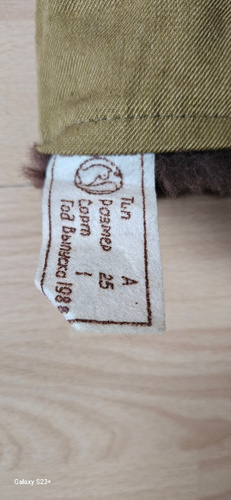 Тип А
размер 25
Сорт 1
Год выпуска 1988
Galaxy S23+